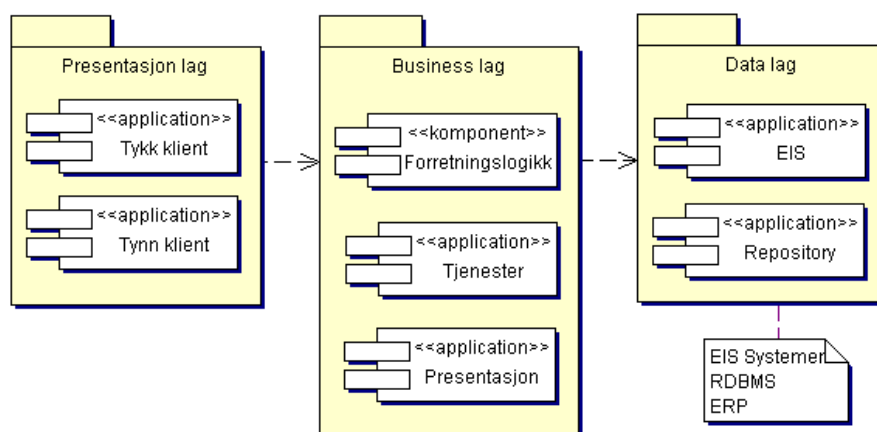 Presentasjon lag
<<application>>
Tykk klient
<<application>>
Tynn klient
Business lag
<<komponent>>
Forretningslogikk
<<application>>
Tjenester
<<application>>
Presentasjon
Data lag
<<application>>
EIS
<<application>>
Repository
EIS Systemer
RDBMS
ERP